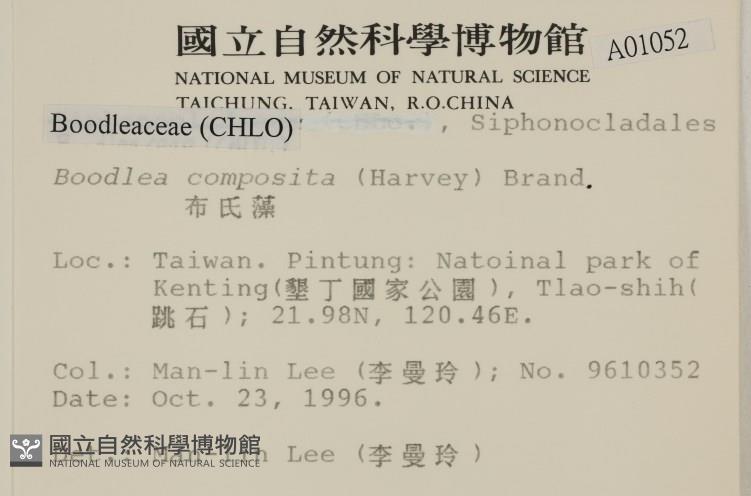 國立自然科學博物館 A01052
NATIONAL MUSEUM OF NATURAL SCIENCE
TAICHUNG, TAIWAN, R.O.CHINA
Boodleaceae (CHLO) , Siphonocladales
Boodlea composita (Harvey) Brand.
布氏藻
Loc.: Taiwan. Pintung: Natoinal park of
Kenting(墾丁國家公園), Tlao-shih(
跳石); 21.98N, 120.46E.
Col.: Man-lin Lee (李曼玲); No. 9610352
Date: Oct. 23, 1996.
Det.: Man-lin Lee (李曼玲)
國立自然科學博物館
NATIONAL MUSEUM OF NATURAL SCIENCE